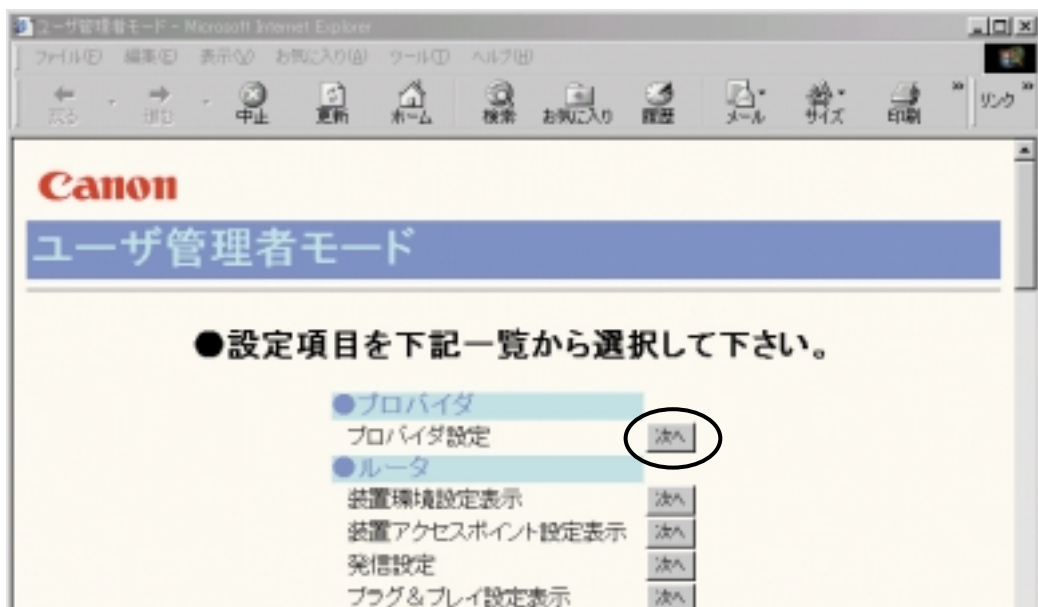 ユーザ管理者モード - Microsoft Internet Explorer
ファイル(F) 編集(E) 表示(V) お気に入り(A) ツール(T) ヘルプ(H)
戻る 進む 中止 更新 ホーム 検索 お気に入り 履歴 メール サイズ 印刷 » リンク »
Canon
ユーザ管理者モード
●設定項目を下記一覧から選択して下さい。
●プロバイダ
プロバイダ設定 次へ
●ルータ
装置環境設定表示 次へ
装置アクセスポイント設定表示 次へ
発信設定 次へ
プラグ&プレイ設定表示 次へ